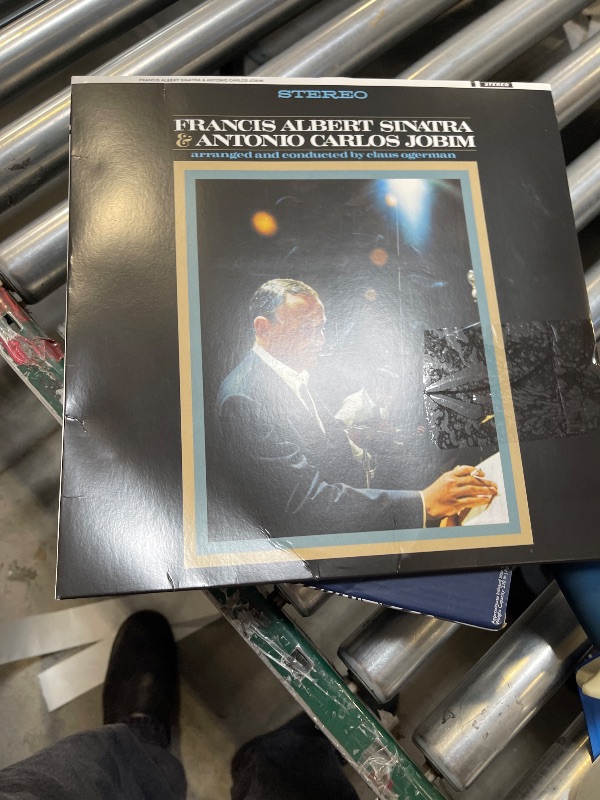 FRANCIS ALBERT SINATRA & ANTONIO CARLOS JOBIM
STEREO
STEREO
FRANCIS ALBERT SINATRA
& ANTONIO CARLOS JOBIM
arranged and conducted by claus ogerman